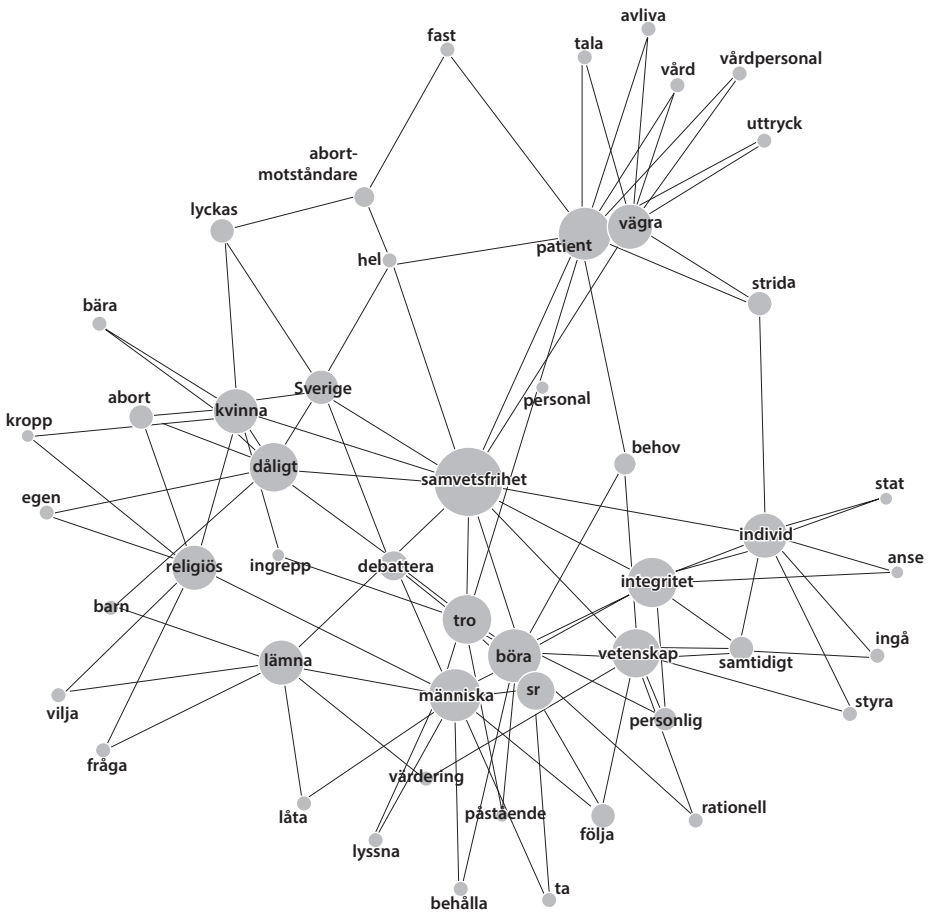 avliva
fast
tala
vårdpersonal
vård
uttryck
abort-
motståndare
lyckas
vägra
patient
hel
strida
bära
Sverige
abort
personal
kvinna
kropp
behov
dåligt
samvetsfrihet
stat
egen
individ
anse
religiös
ingrepp
debattera
integritet
barn
tro
ingå
lämna
böra
vetenskap
samtidigt
människa
sr
styra
vilja
personlig
fråga
värdering
rationell
låta
påstående
följa
lyssna
behålla
ta